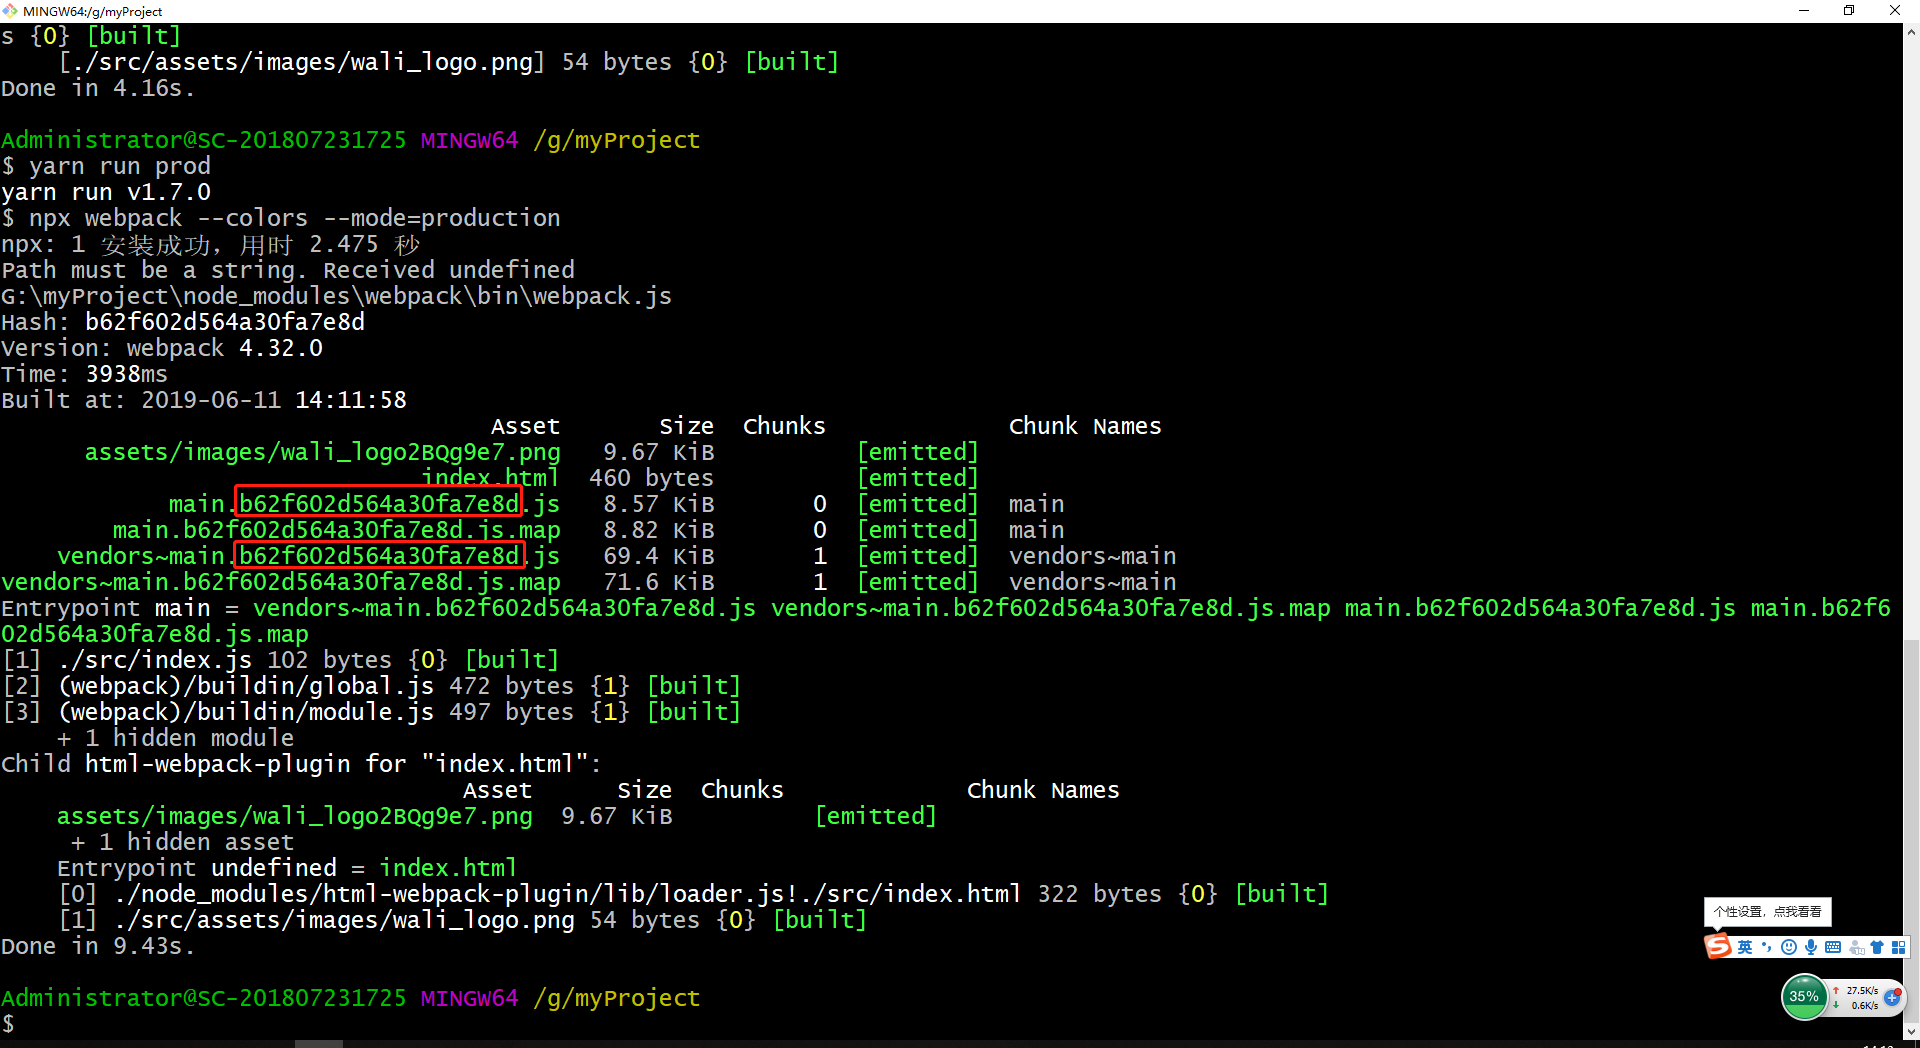 MINGW64:/g/myProject
s {0} [built]
[./src/assets/images/wali_logo.png] 54 bytes {0} [built]
Done in 4.16s.
Administrator@SC-201807231725 MINGW64 /g/myProject
$ yarn run prod
yarn run v1.7.0
$ npx webpack --colors --mode=production
npx: 1 安装成功，用时 2.475 秒
Path must be a string. Received undefined
G:\myProject\node_modules\webpack\bin\webpack.js
Hash: b62f602d564a30fa7e8d
Version: webpack 4.32.0
Time: 3938ms
Built at: 2019-06-11 14:11:58
Asset Size Chunks Chunk Names
assets/images/wali_logo2BQg9e7.png 9.67 KiB [emitted]
index.html 460 bytes [emitted]
main.b62f602d564a30fa7e8d.js 8.57 KiB 0 [emitted] main
main.b62f602d564a30fa7e8d.js.map 8.82 KiB 0 [emitted] main
vendors~main.b62f602d564a30fa7e8d.js 69.4 KiB 1 [emitted] vendors~main
vendors~main.b62f602d564a30fa7e8d.js.map 71.6 KiB 1 [emitted] vendors~main
Entrypoint main = vendors~main.b62f602d564a30fa7e8d.js vendors~main.b62f602d564a30fa7e8d.js.map main.b62f602d564a30fa7e8d.js main.b62f6
02d564a30fa7e8d.js.map
[1] ./src/index.js 102 bytes {0} [built]
[2] (webpack)/buildin/global.js 472 bytes {1} [built]
[3] (webpack)/buildin/module.js 497 bytes {1} [built]
+ 1 hidden module
Child html-webpack-plugin for "index.html":
Asset Size Chunks Chunk Names
assets/images/wali_logo2BQg9e7.png 9.67 KiB [emitted]
+ 1 hidden asset
Entrypoint undefined = index.html
[0] ./node_modules/html-webpack-plugin/lib/loader.js!./src/index.html 322 bytes {0} [built]
[1] ./src/assets/images/wali_logo.png 54 bytes {0} [built]
Done in 9.43s.
Administrator@SC-201807231725 MINGW64 /g/myProject
$
个性设置，点我看看
英
35%
27.5K/s
0.6K/s